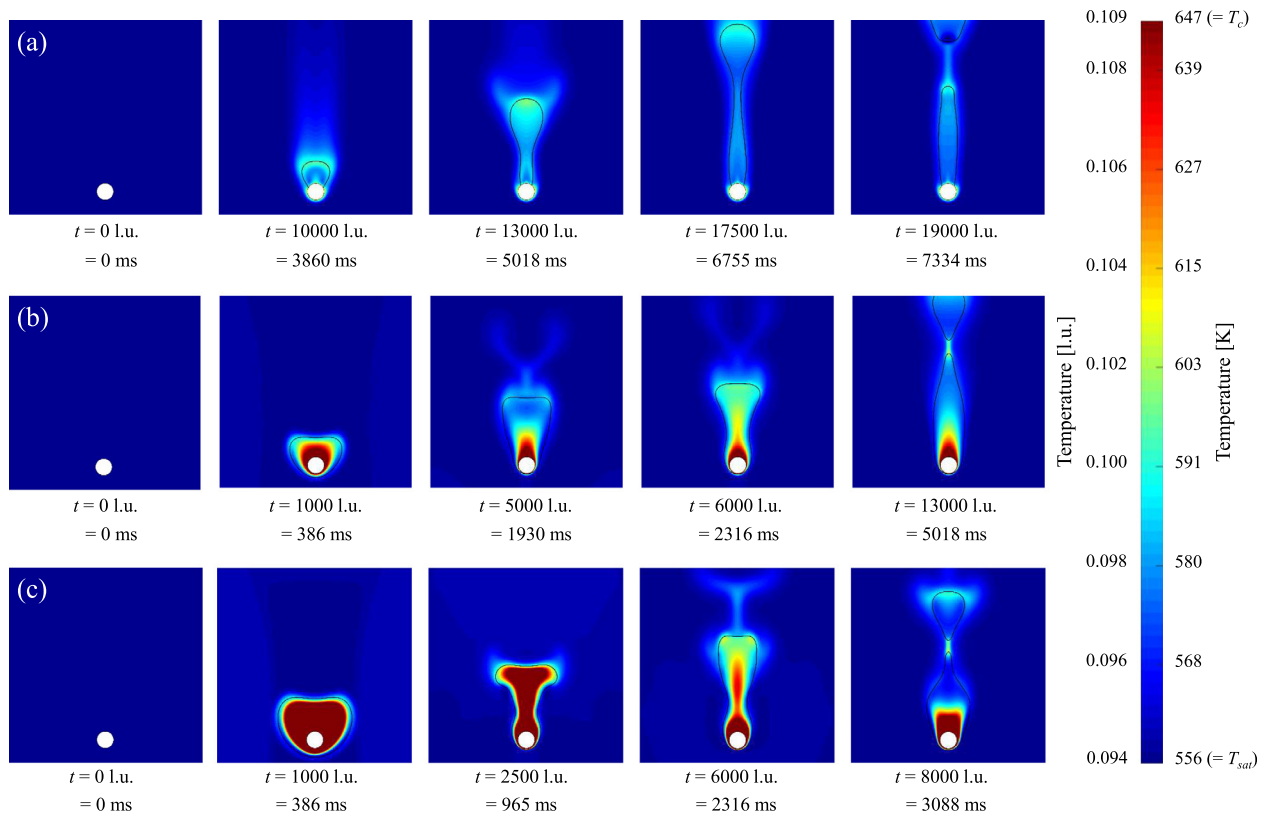 (a)
t = 0 l.u. t = 10000 l.u. t = 13000 l.u. t = 17500 l.u. t = 19000 l.u.
= 0 ms = 3860 ms = 5018 ms = 6755 ms = 7334 ms
(b)
t = 0 l.u. t = 1000 l.u. t = 5000 l.u. t = 6000 l.u. t = 13000 l.u.
= 0 ms = 386 ms = 1930 ms = 2316 ms = 5018 ms
(c)
t = 0 l.u. t = 1000 l.u. t = 2500 l.u. t = 6000 l.u. t = 8000 l.u.
= 0 ms = 386 ms = 965 ms = 2316 ms = 3088 ms
Temperature [l.u.]
0.109
0.108
0.106
0.104
0.102
0.100
0.098
0.096
0.094
647 (= Tc)
639
627
615
603
591
580
568
556 (= Tsat)
Temperature [K]